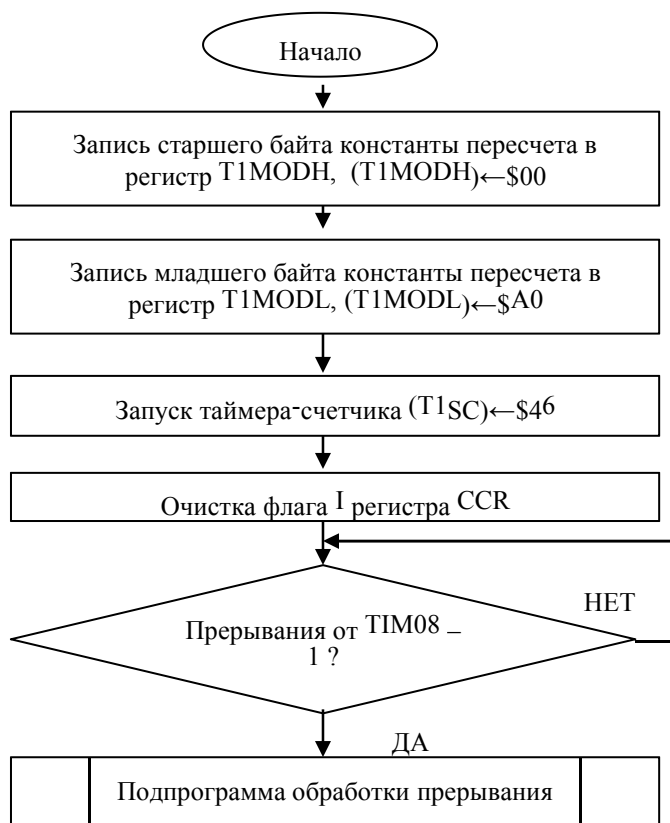 Начало
Запись старшего байта константы пересчета в
регистр T1MODH, (T1MODH)←$00
Запись младшего байта константы пересчета в
регистр T1MODL, (T1MODL)←$A0
Запуск таймера-счетчика (T1SC)←$46
Очистка флага I регистра CCR
НЕТ
Прерывания от TIM08 –
1 ?
ДА
Подпрограмма обработки прерывания